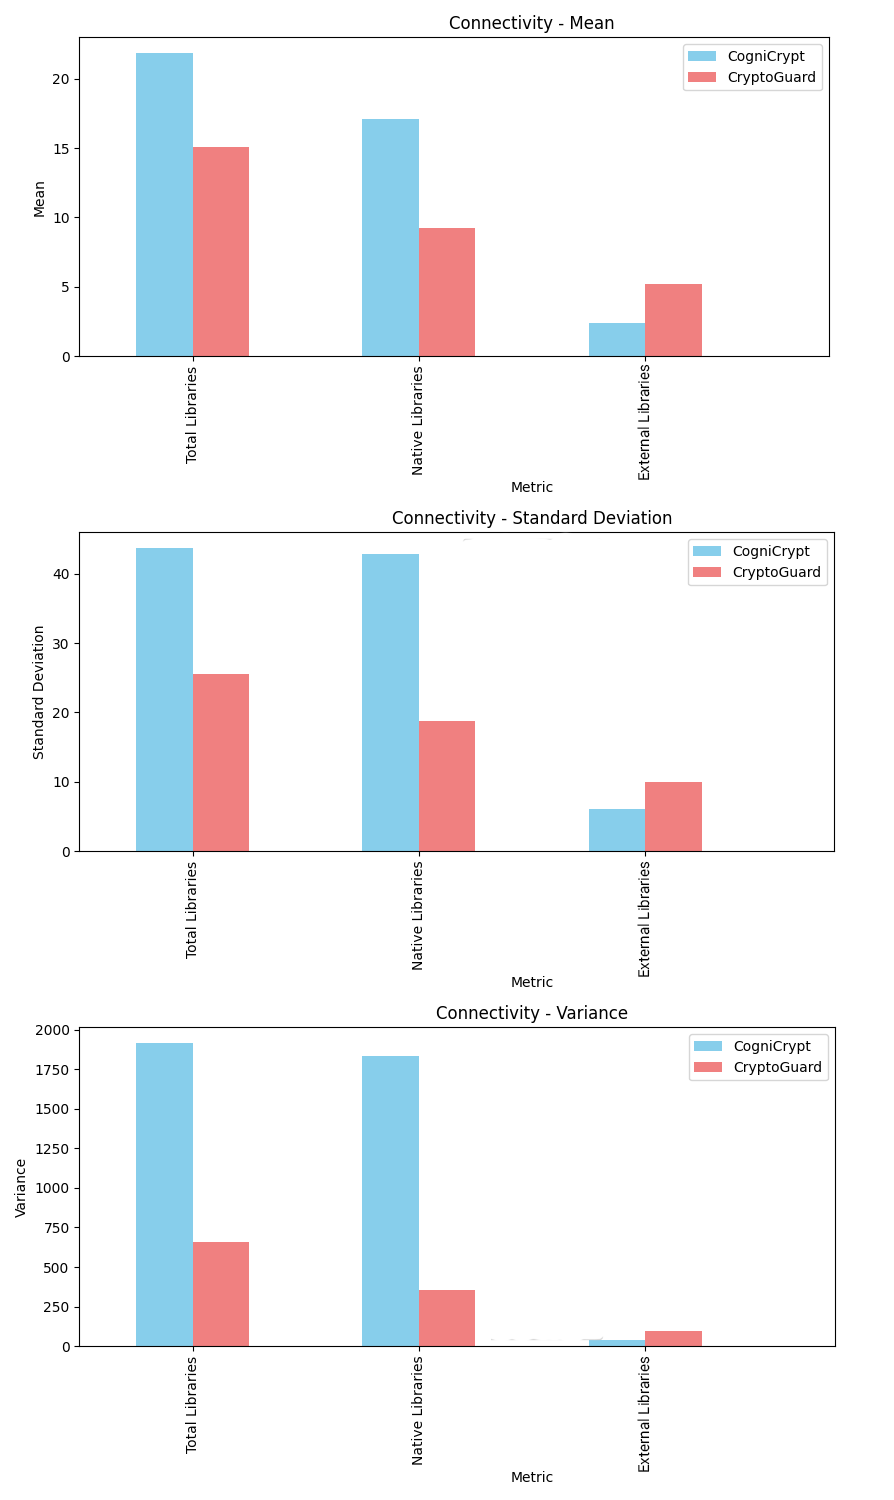 Connectivity - Mean
CogniCrypt
CryptoGuard
20
15
10
5
0
Mean
Total Libraries
Native Libraries
External Libraries
Metric
Connectivity - Standard Deviation
CogniCrypt
CryptoGuard
40
30
20
10
0
Standard Deviation
Total Libraries
Native Libraries
External Libraries
Metric
Connectivity - Variance
CogniCrypt
CryptoGuard
2000
1750
1500
1250
1000
750
500
250
0
Variance
Total Libraries
Native Libraries
External Libraries
Metric